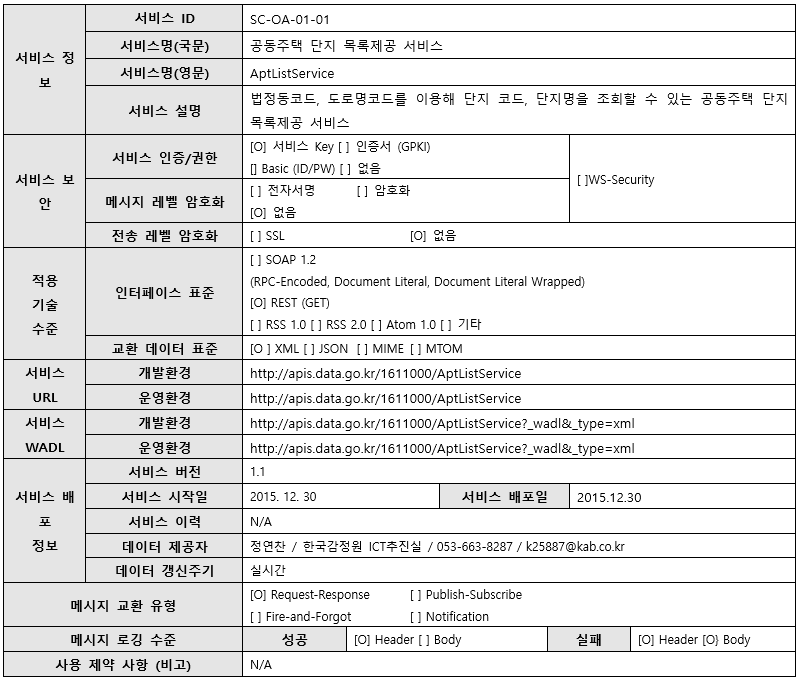 서비스 정보
서비스 ID
SC-OA-01-01
서비스명(국문)
공동주택 단지 목록제공 서비스
서비스명(영문)
AptListService
서비스 설명
법정동코드, 도로명코드를 이용해 단지 코드, 단지명을 조회할 수 있는 공동주택 단지
목록제공 서비스
서비스 보안
서비스 인증/권한
[O] 서비스 Key [ ] 인증서 (GPKI)
[] Basic (ID/PW) [ ] 없음
[ ]WS-Security
메시지 레벨 암호화
[ ] 전자서명 [ ] 암호화
[O] 없음
전송 레벨 암호화
[ ] SSL [O] 없음
적용
기술
수준
인터페이스 표준
[ ] SOAP 1.2
(RPC-Encoded, Document Literal, Document Literal Wrapped)
[O] REST (GET)
[ ] RSS 1.0 [ ] RSS 2.0 [ ] Atom 1.0 [ ] 기타
교환 데이터 표준
[O ] XML [ ] JSON [ ] MIME [ ] MTOM
서비스
URL
개발환경
http://apis.data.go.kr/1611000/AptListService
운영환경
http://apis.data.go.kr/1611000/AptListService
서비스
WADL
개발환경
http://apis.data.go.kr/1611000/AptListService?_wadl&_type=xml
운영환경
http://apis.data.go.kr/1611000/AptListService?_wadl&_type=xml
서비스 배포
정보
서비스 버전
1.1
서비스 시작일
2015. 12. 30
서비스 배포일
2015.12.30
서비스 이력
N/A
데이터 제공자
정연찬 / 한국감정원 ICT추진실 / 053-663-8287 / k25887@kab.co.kr
데이터 갱신주기
실시간
메시지 교환 유형
[O] Request-Response [ ] Publish-Subscribe
[ ] Fire-and-Forgot [ ] Notification
메시지 로깅 수준
성공
[O] Header [ ] Body
실패
[O] Header [O} Body
사용 제약 사항 (비고)
N/A